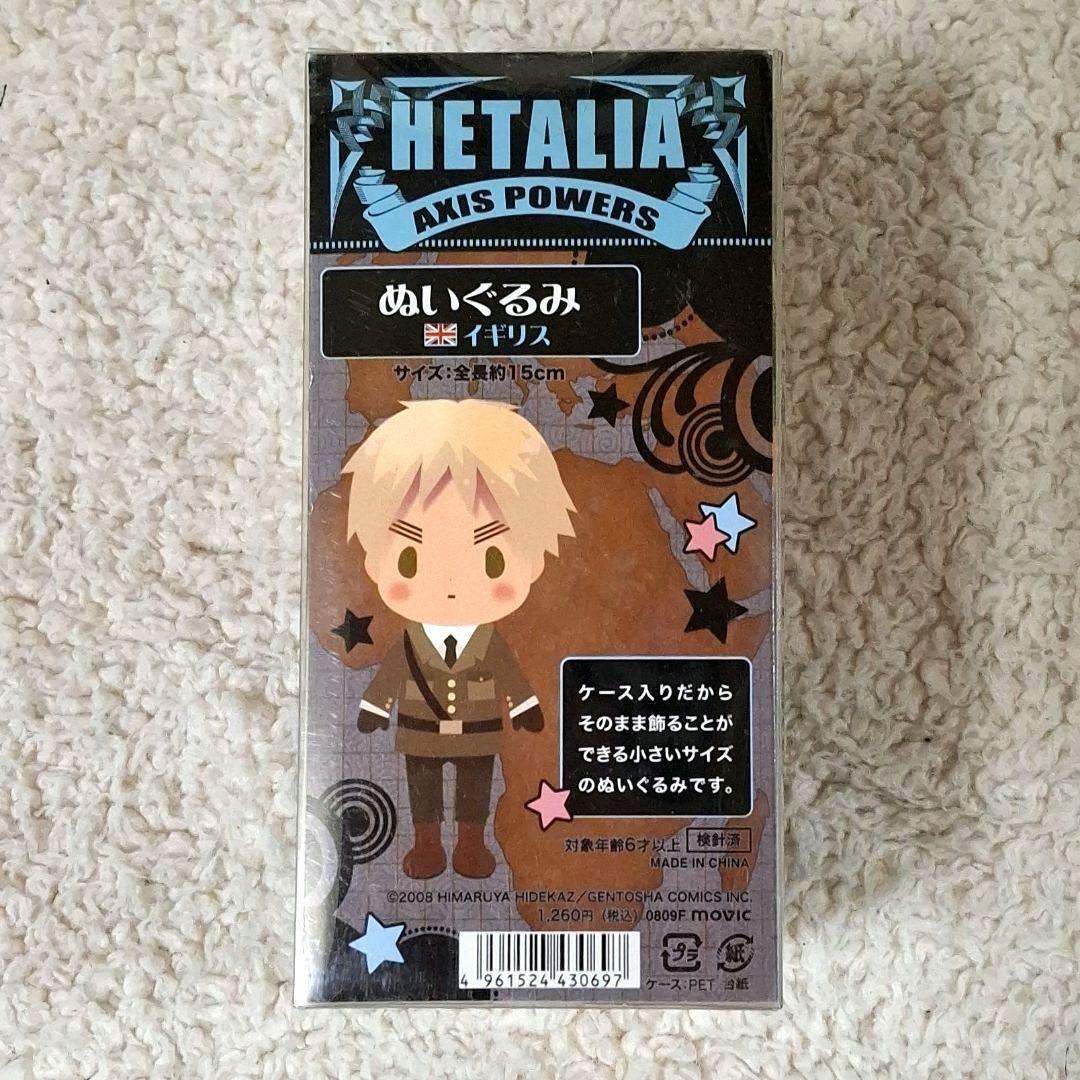 HETALIA
AXIS POWERS
ぬいぐるみ
イギリス
サイズ:全長約15cm
ケース入りだから
そのまま飾ることが
できる小さいサイズ
のぬいぐるみです。
対象年齢6才以上 検針済
MADE IN CHINA
©2008 HIMARUYA HIDEKAZ/GENTOSHA COMICS INC.
1,260円(税込) 0809F movic
4 961524 430697
プラ 紙
ケース:PET 台紙